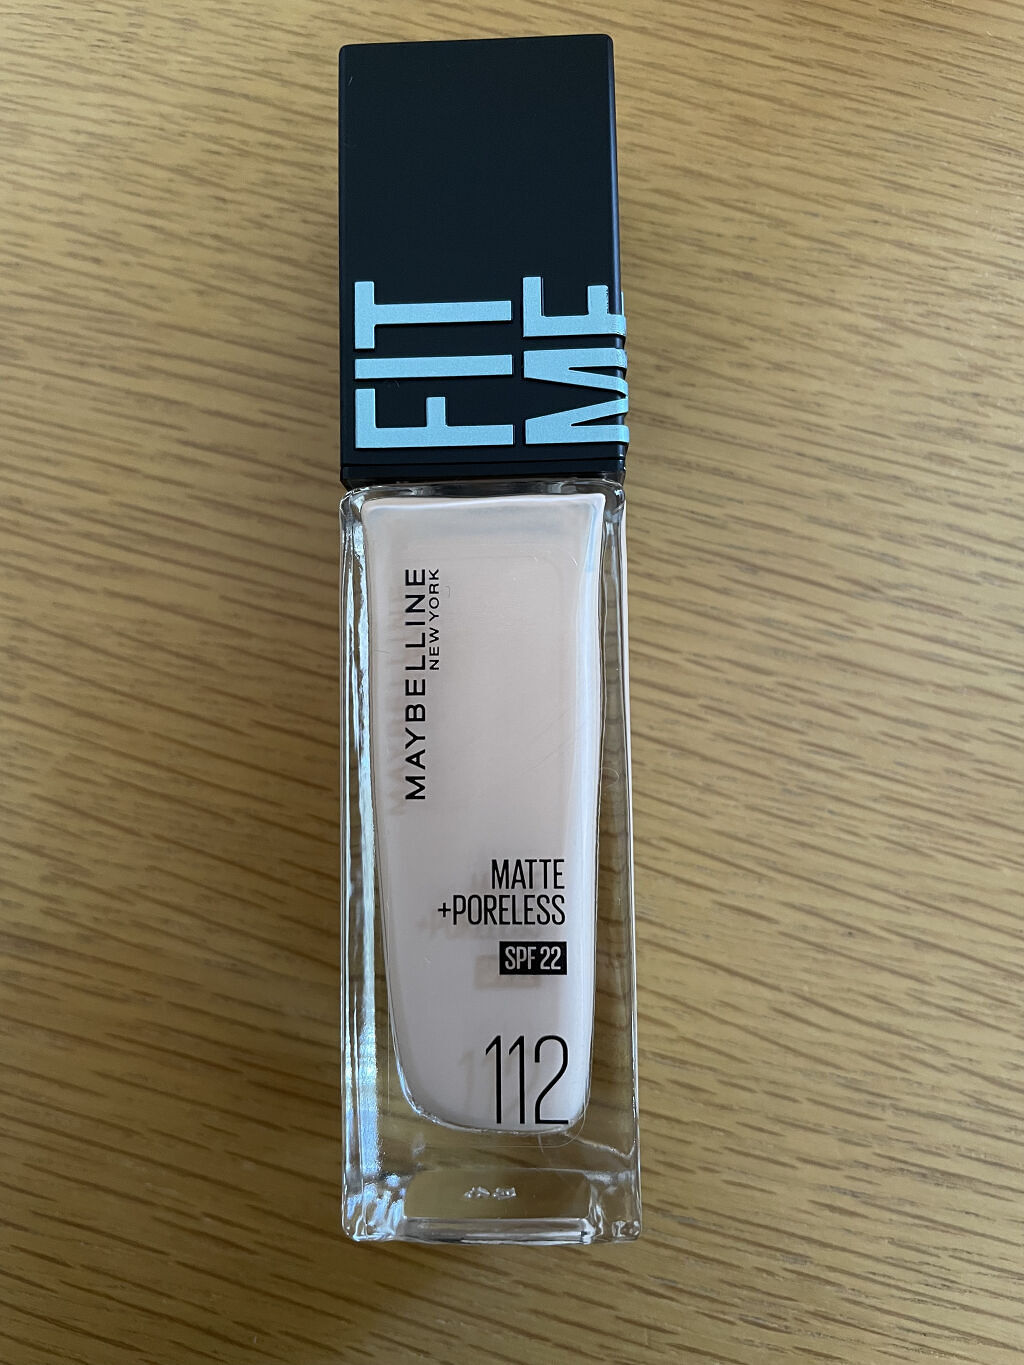 FIT
ME
MAYBELLINE
NEW YORK
MATTE
+PORELESS
SPF 22
112